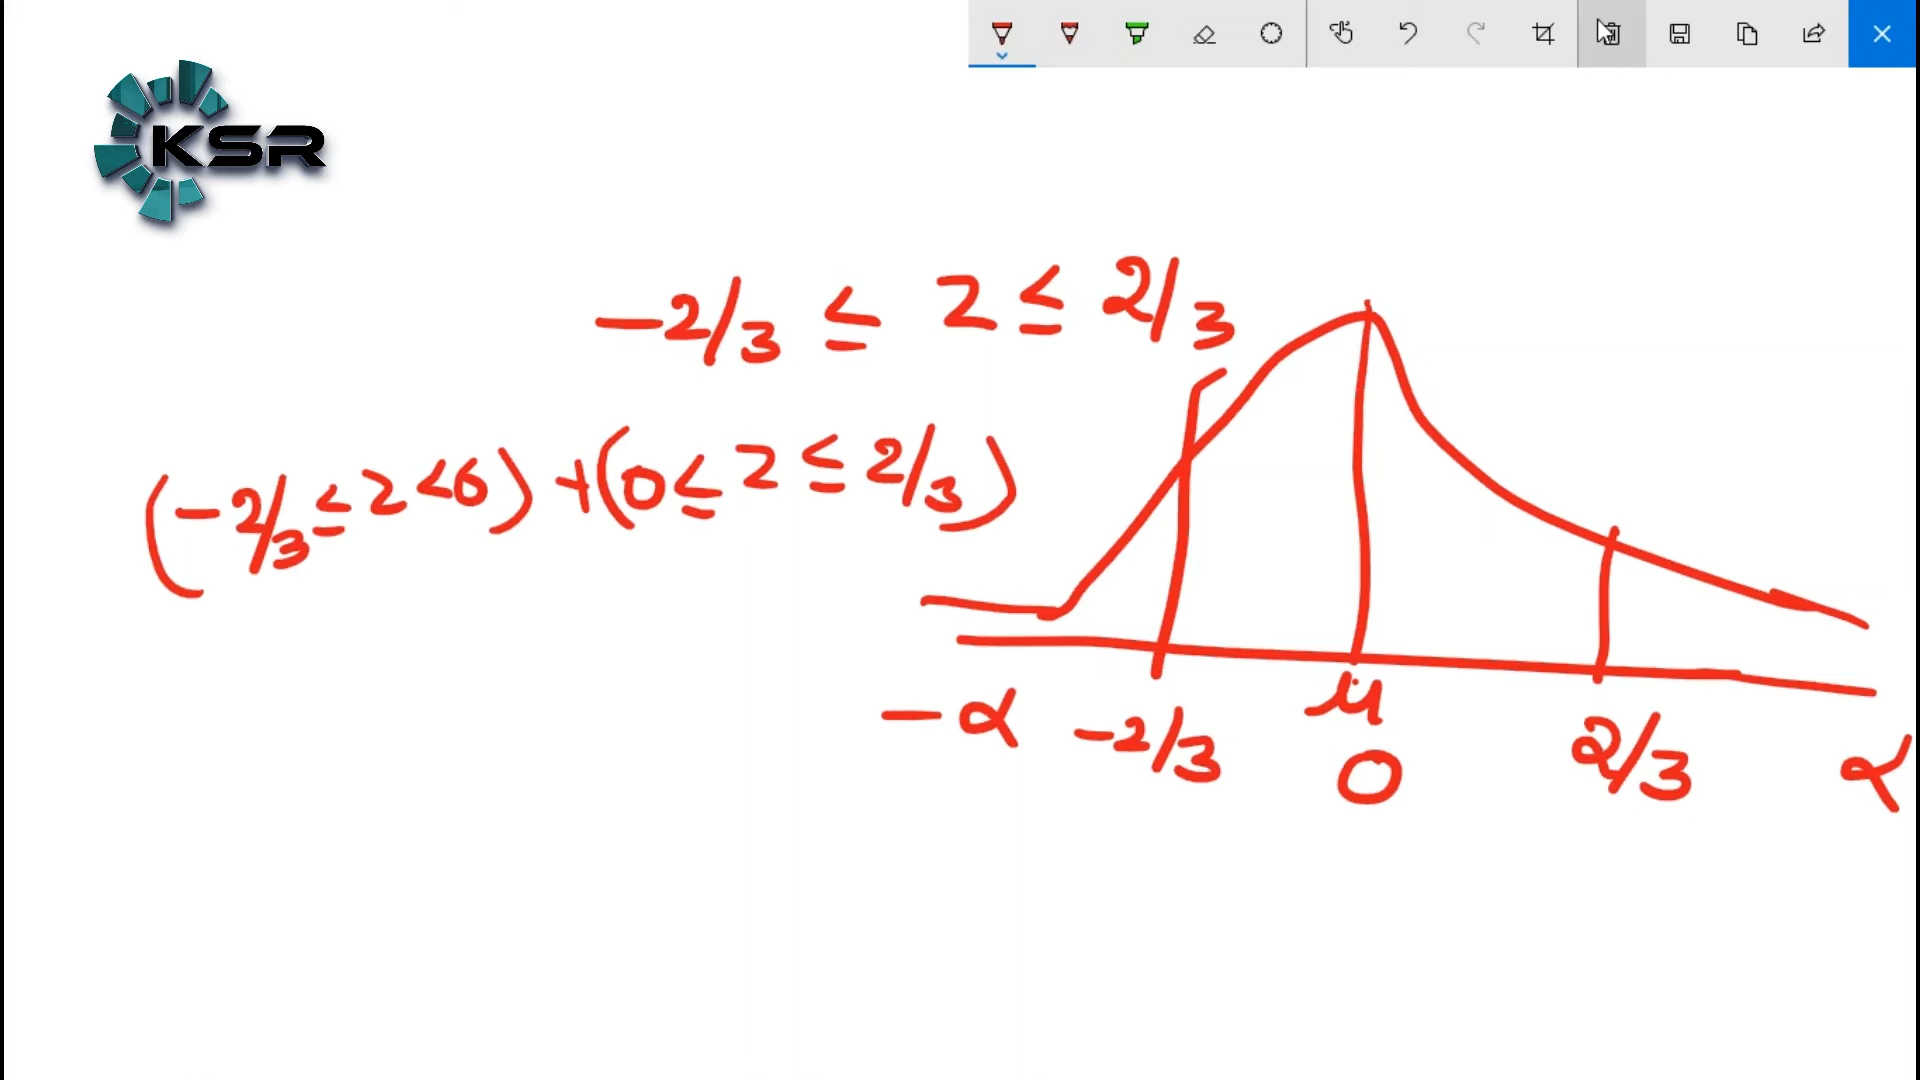 KSR
-2/3 ≤ Z ≤ 2/3
(-2/3 ≤ Z < 0) + (0 ≤ Z ≤ 2/3)
-α -2/3 μ 2/3 α
0